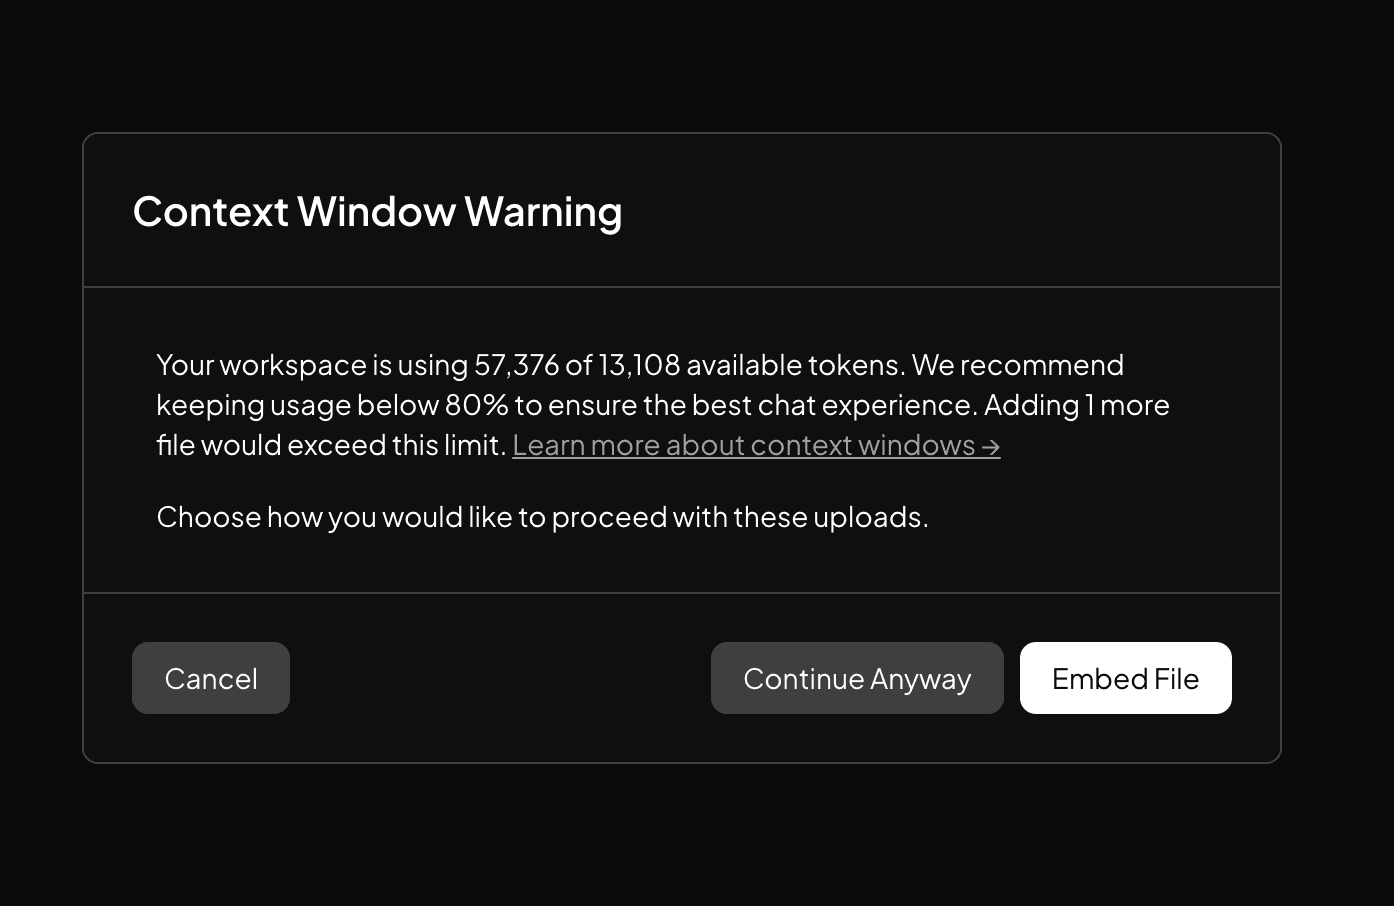 Context Window Warning
Your workspace is using 57,376 of 13,108 available tokens. We recommend
keeping usage below 80% to ensure the best chat experience. Adding 1 more
file would exceed this limit. Learn more about context windows →
Choose how you would like to proceed with these uploads.
Cancel
Continue Anyway
Embed File